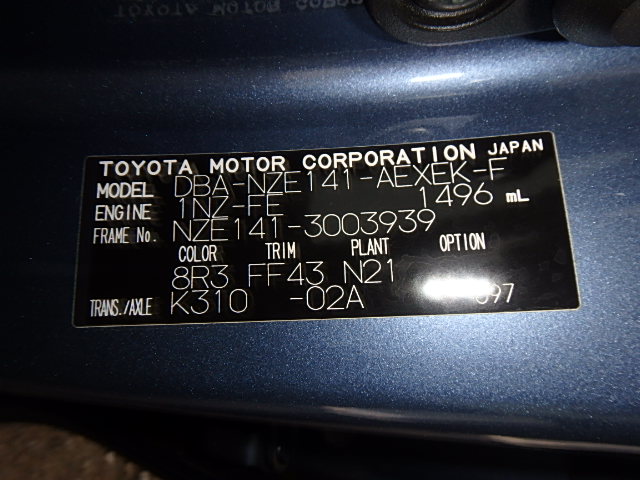 TOYOTA MOTOR CORPORATION JAPAN
MODEL DBA-NZE141-AEXEK-F
ENGINE 1NZ-FE 1496 mL
FRAME No. NZE141-3003939
COLOR TRIM PLANT OPTION
8R3 FF43 N21
TRANS./AXLE K310 -02A